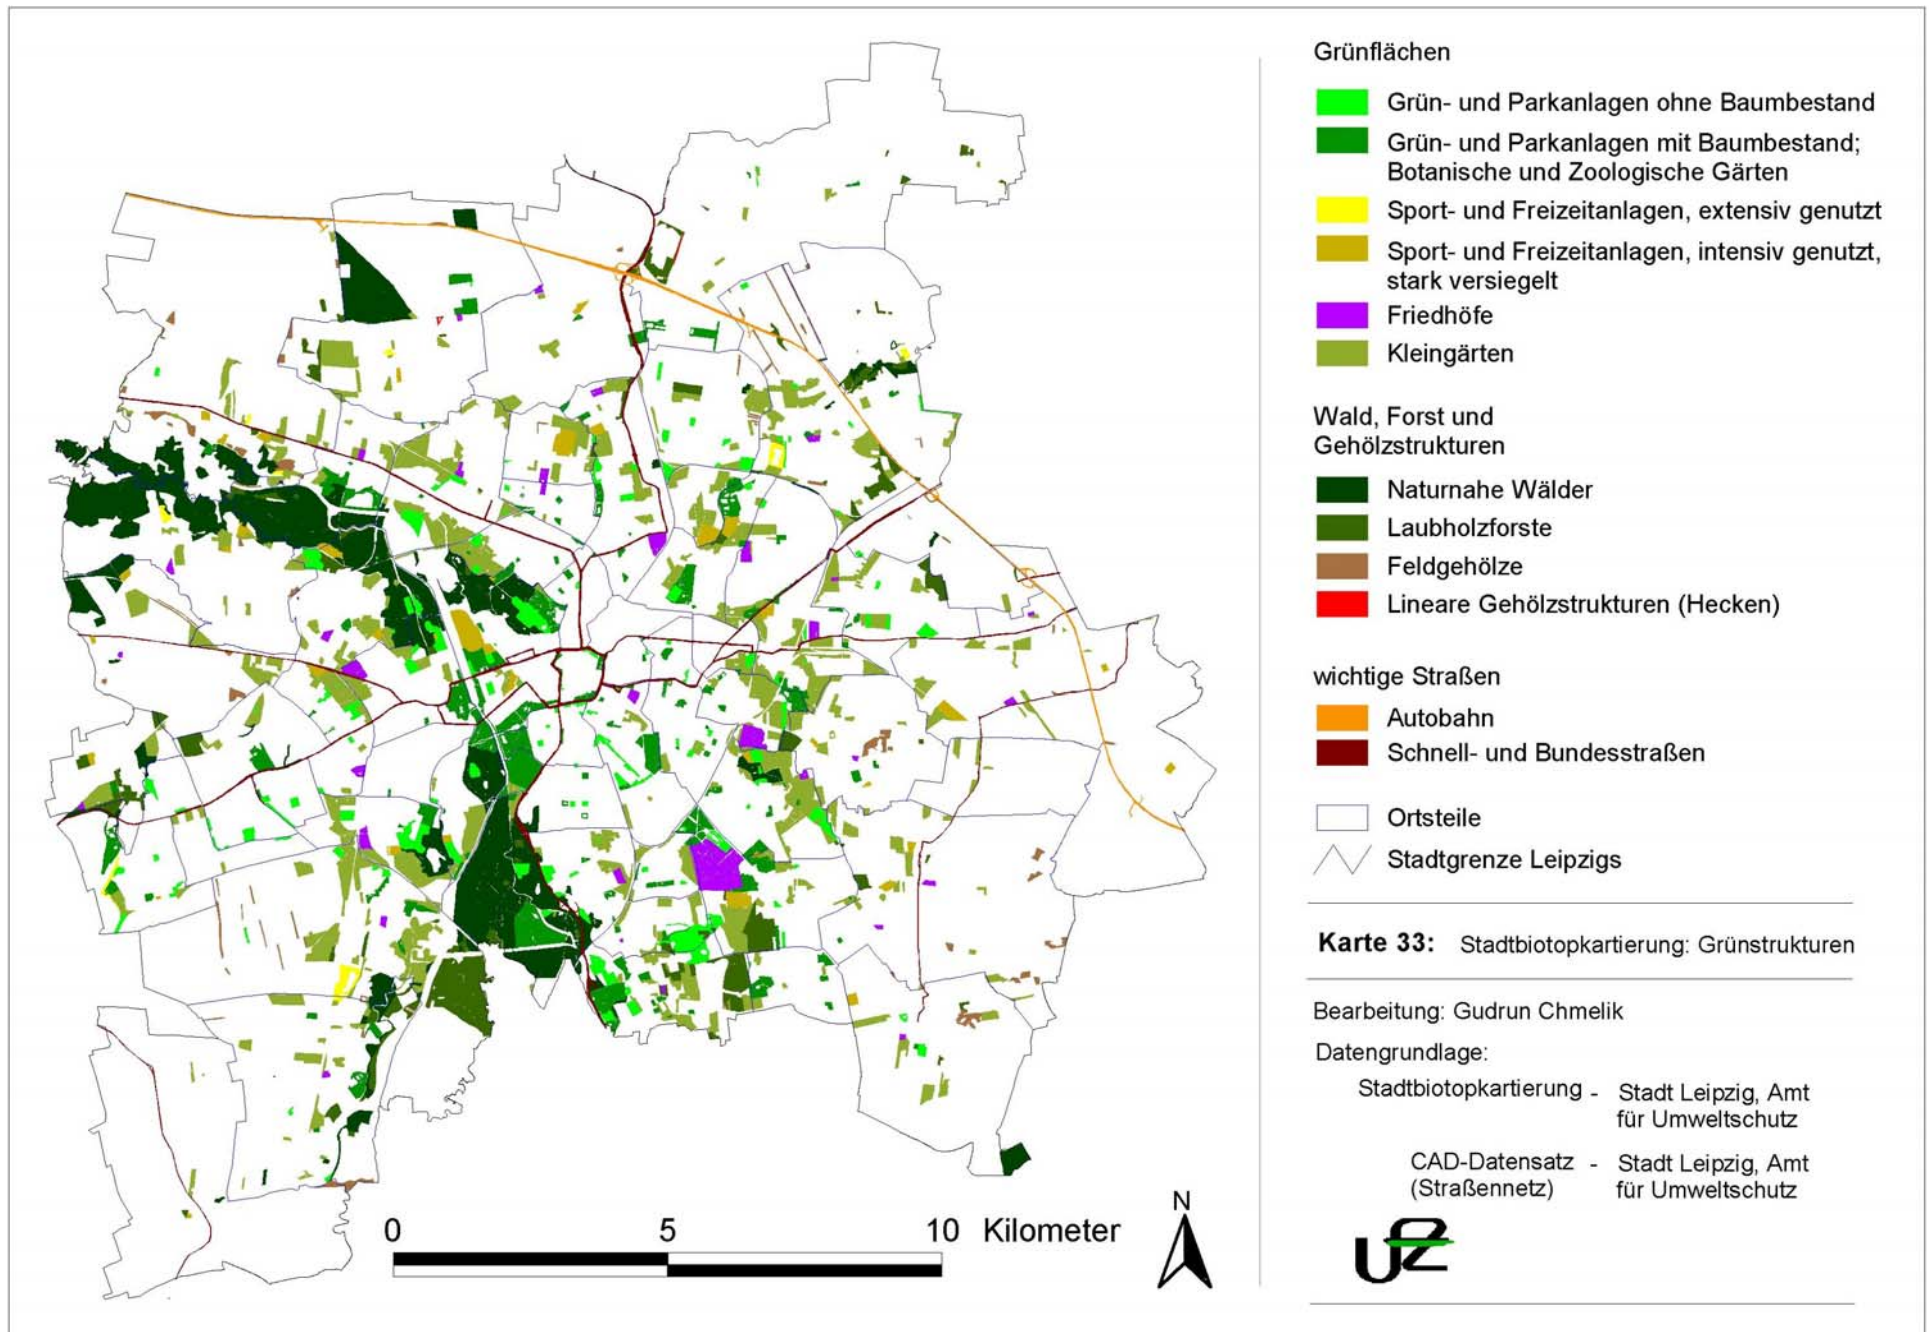 Grünflächen
Grün- und Parkanlagen ohne Baumbestand
Grün- und Parkanlagen mit Baumbestand;
Botanische und Zoologische Gärten
Sport- und Freizeitanlagen, extensiv genutzt
Sport- und Freizeitanlagen, intensiv genutzt,
stark versiegelt
Friedhöfe
Kleingärten
Wald, Forst und
Gehölzstrukturen
Naturnahe Wälder
Laubholzforste
Feldgehölze
Lineare Gehölzstrukturen (Hecken)
wichtige Straßen
Autobahn
Schnell- und Bundesstraßen
Ortsteile
Stadtgrenze Leipzigs
Karte 33: Stadtbiotopkartierung: Grünstrukturen
Bearbeitung: Gudrun Chmelik
Datengrundlage:
Stadtbiotopkartierung - Stadt Leipzig, Amt
für Umweltschutz
CAD-Datensatz - Stadt Leipzig, Amt
(Straßennetz) für Umweltschutz
UFZ
N
0 5 10 Kilometer